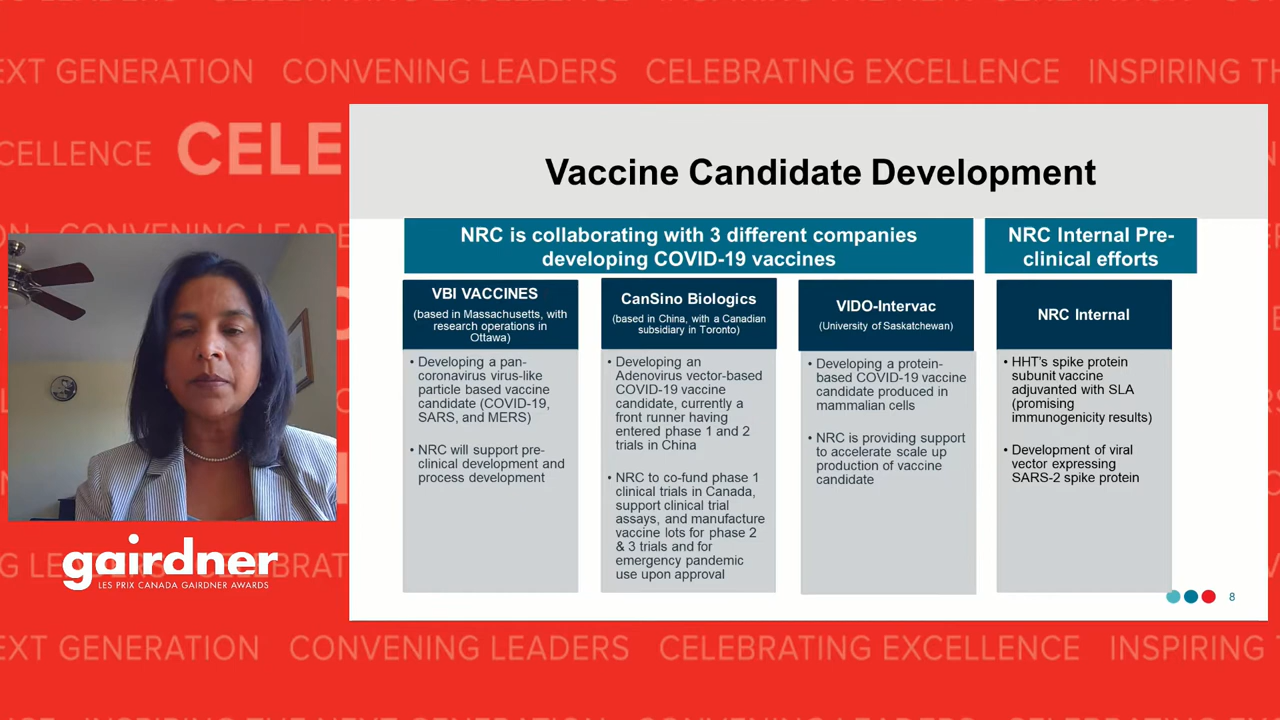 EXT GENERATION CONVENING LEADERS CELEBRATING EXCELLENCE INSPIRING TH
CELLENCE CELE
Vaccine Candidate Development
NRC is collaborating with 3 different companies
developing COVID-19 vaccines
NRC Internal Pre-
clinical efforts
VBI VACCINES
(based in Massachusetts, with
research operations in
Ottawa)
• Developing a pan-
coronavirus virus-like
particle based vaccine
candidate (COVID-19,
SARS, and MERS)
• NRC will support pre-
clinical development and
process development
CanSino Biologics
(based in China, with a Canadian
subsidiary in Toronto)
• Developing an
Adenovirus vector-based
COVID-19 vaccine
candidate, currently a
front runner having
entered phase 1 and 2
trials in China
• NRC to co-fund phase 1
clinical trials in Canada,
support clinical trial
assays, and manufacture
vaccine lots for phase 2
& 3 trials and for
emergency pandemic
use upon approval
VIDO-Intervac
(University of Saskatchewan)
• Developing a protein-
based COVID-19 vaccine
candidate produced in
mammalian cells
• NRC is providing support
to accelerate scale up
production of vaccine
candidate
NRC Internal
• HHT's spike protein
subunit vaccine
adjuvanted with SLA
(promising
immunogenicity results)
• Development of viral
vector expressing
SARS-2 spike protein
8
gairdner
LES PRIX CANADA GAIRDNER AWARDS
EXT GENERATION CONVENING LEADERS CELEBRATING EXCELLENCE INSPIRING